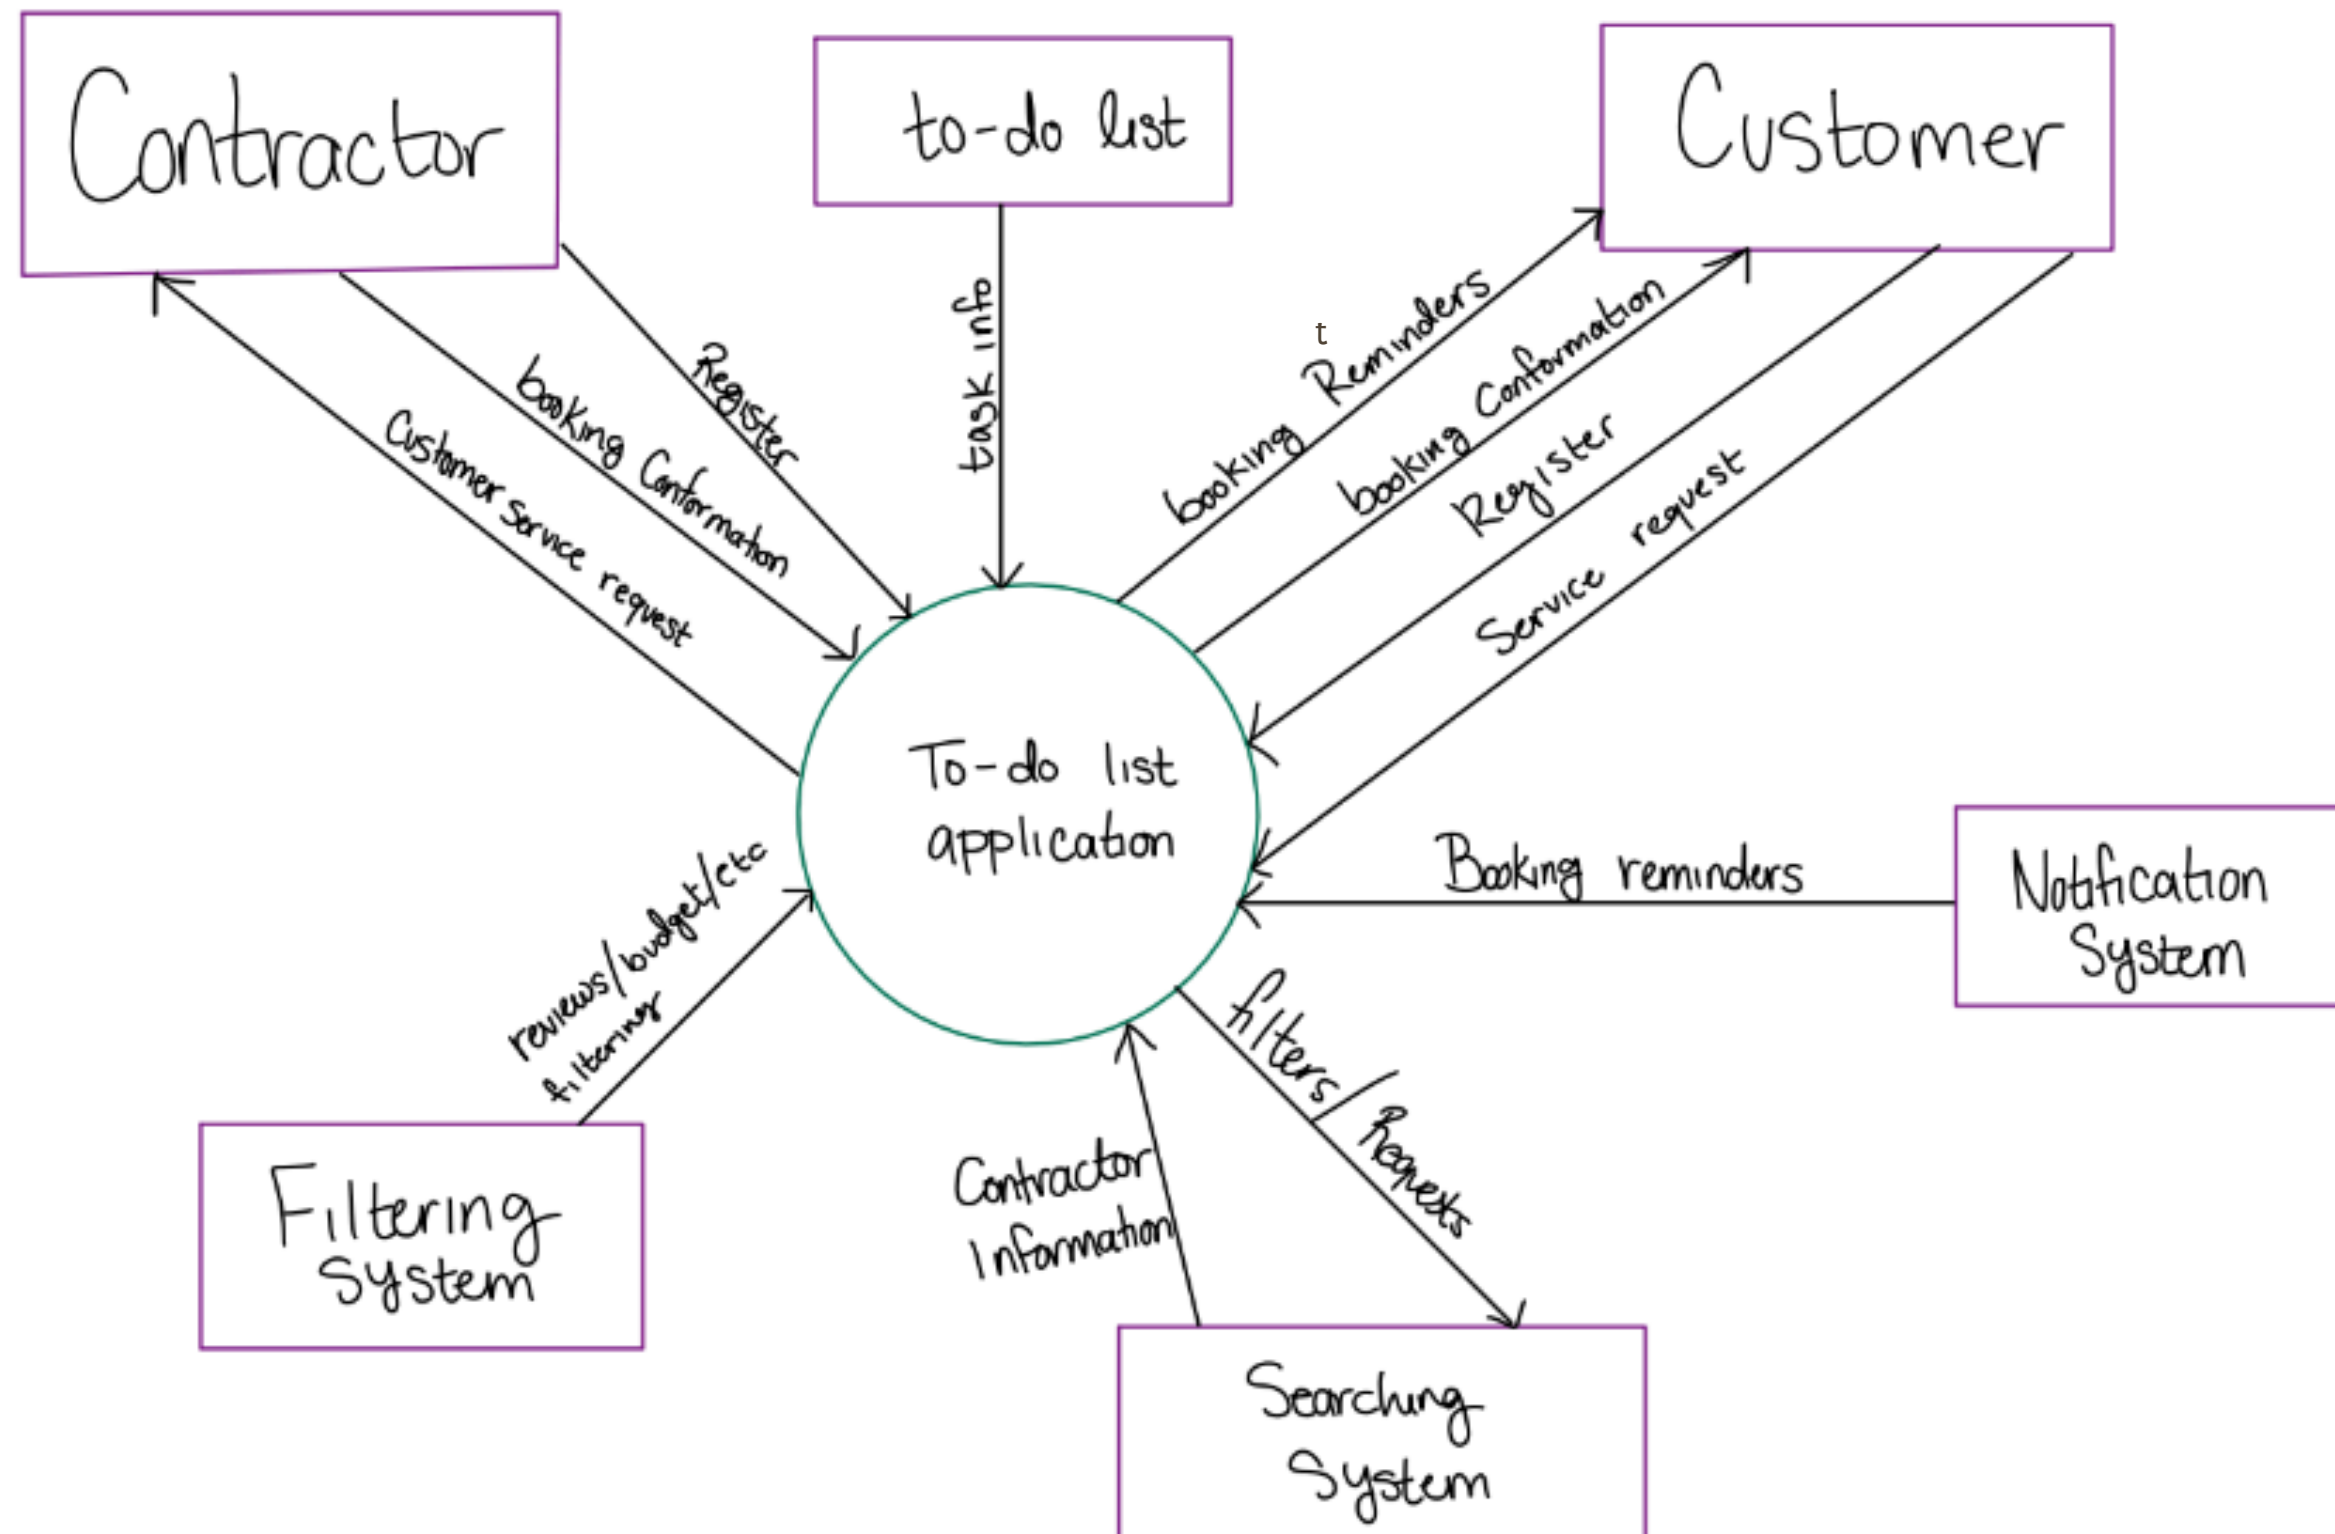 Contractor
to-do list
Customer
Register
booking Conformation
Customer Service request
task info
t
booking Reminders
booking Conformation
Register
Service request
To-do list
application
Booking reminders
Notification
System
reviews/budget/etc
filtering
Filtering
System
filters/Requests
Contractor
Information
Searching
System